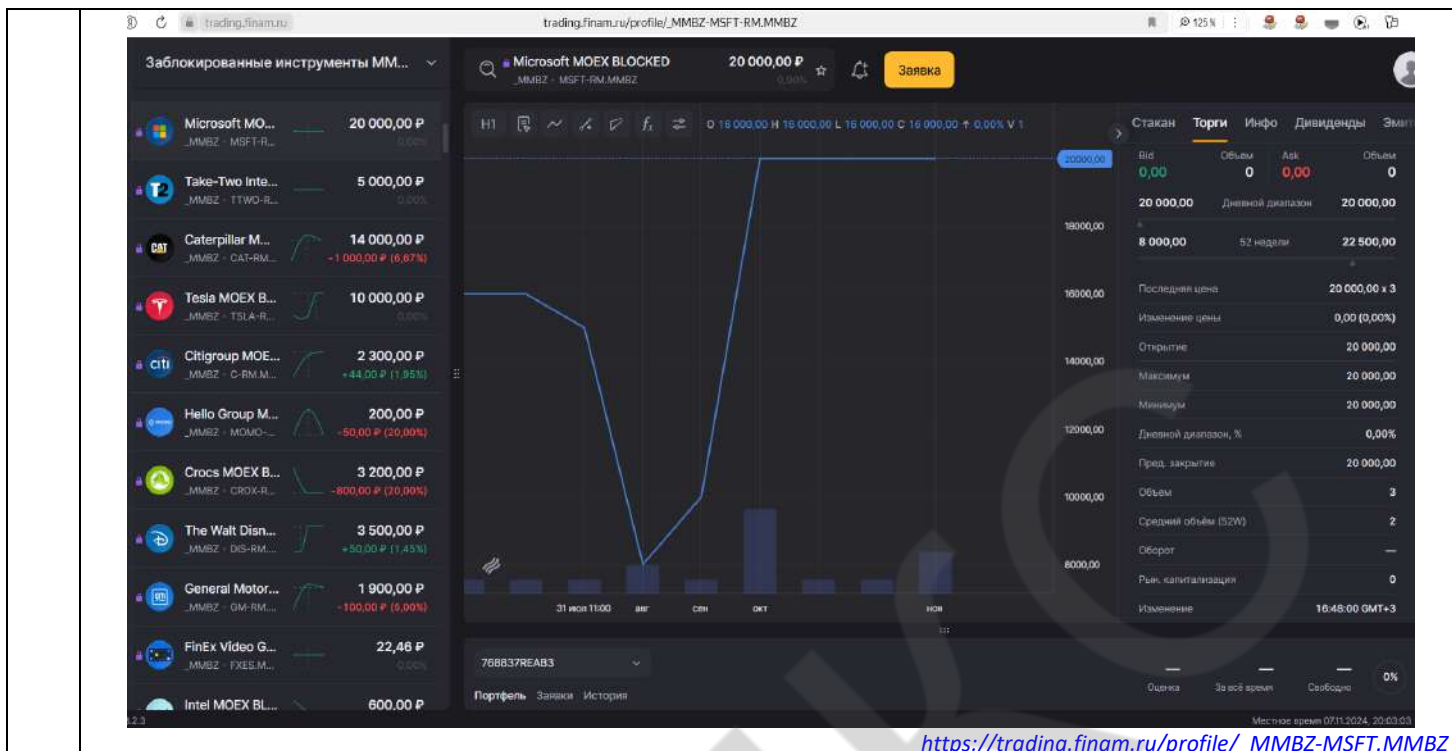 trading.finam.ru
trading.finam.ru/profile/_MMBZ-MSFT-RM.MMBZ
125 %
Заблокированные инструменты MM...
Microsoft MOEX BLOCKED
_MMBZ · MSFT-RM.MMBZ
20 000,00 ₽
0,00%
Заявка
Microsoft MO...
20 000,00 ₽
_MMBZ · MSFT-R...
0,00%
Take-Two Inte...
5 000,00 ₽
_MMBZ · TTWO-R...
0,00%
Caterpillar M...
14 000,00 ₽
_MMBZ · CAT-RM...
-1 000,00 ₽ (6,67%)
Tesla MOEX B...
10 000,00 ₽
_MMBZ · TSLA-R...
0,00%
Citigroup MOE...
2 300,00 ₽
_MMBZ · C-RM.M...
+44,00 ₽ (1,95%)
Hello Group M...
200,00 ₽
_MMBZ · MOMO-...
-50,00 ₽ (20,00%)
Crocs MOEX B...
3 200,00 ₽
_MMBZ · CROX-R...
-800,00 ₽ (20,00%)
The Walt Disn...
3 500,00 ₽
_MMBZ · DIS-RM....
+50,00 ₽ (1,45%)
General Motor...
1 900,00 ₽
_MMBZ · GM-RM....
-100,00 ₽ (5,00%)
FinEx Video G...
22,46 ₽
_MMBZ · FXES.M...
0,00%
Intel MOEX BL...
600,00 ₽
H1
O 16 000,00 H 16 000,00 L 16 000,00 C 16 000,00 ↑ 0,00% V 1
20000,00
18000,00
16000,00
14000,00
12000,00
10000,00
8000,00
31 июл 11:00 авг сен окт ноя
768837REAB3
Портфель Заявки История
Стакан Торги Инфо Дивиденды Эмит
Bid Объем Ask Объем
0,00 0 0,00 0
20 000,00 Дневной диапазон 20 000,00
8 000,00 52 недели 22 500,00
Последняя цена 20 000,00 x 3
Изменение цены 0,00 (0,00%)
Открытие 20 000,00
Максимум 20 000,00
Минимум 20 000,00
Дневной диапазон, % 0,00%
Пред. закрытие 20 000,00
Объем 3
Средний объём (52W) 2
Оборот —
Рын. капитализация 0
Изменение 16:48:00 GMT+3
— — — 0%
Оценка За всё время Свободно
Местное время 07.11.2024, 20:03:03
https://trading.finam.ru/profile/_MMBZ-MSFT.MMBZ